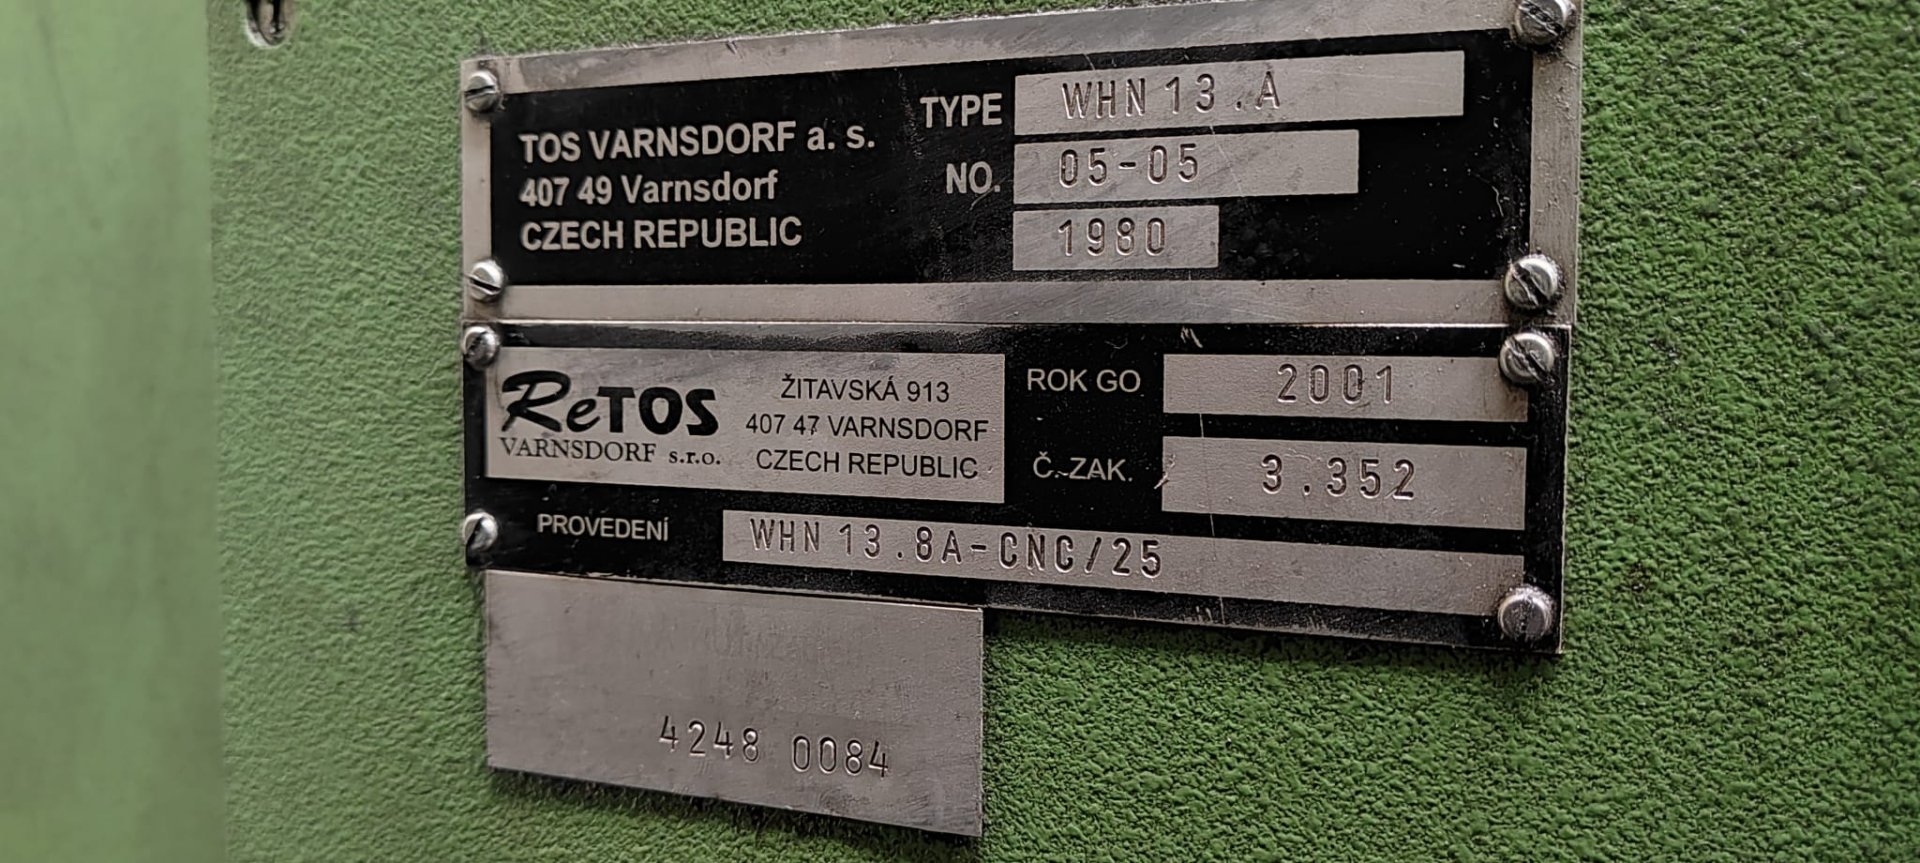 TOS VARNSDORF a. s.
407 49 Varnsdorf
CZECH REPUBLIC
TYPE WHN 13.A
NO. 05-05
1980
ReTOS
VARNSDORF s.r.o.
ŽITAVSKÁ 913
407 47 VARNSDORF
CZECH REPUBLIC
ROK GO 2001
Č. ZAK. 3.352
PROVEDENÍ WHN 13.8A-CNC/25
4248 0084